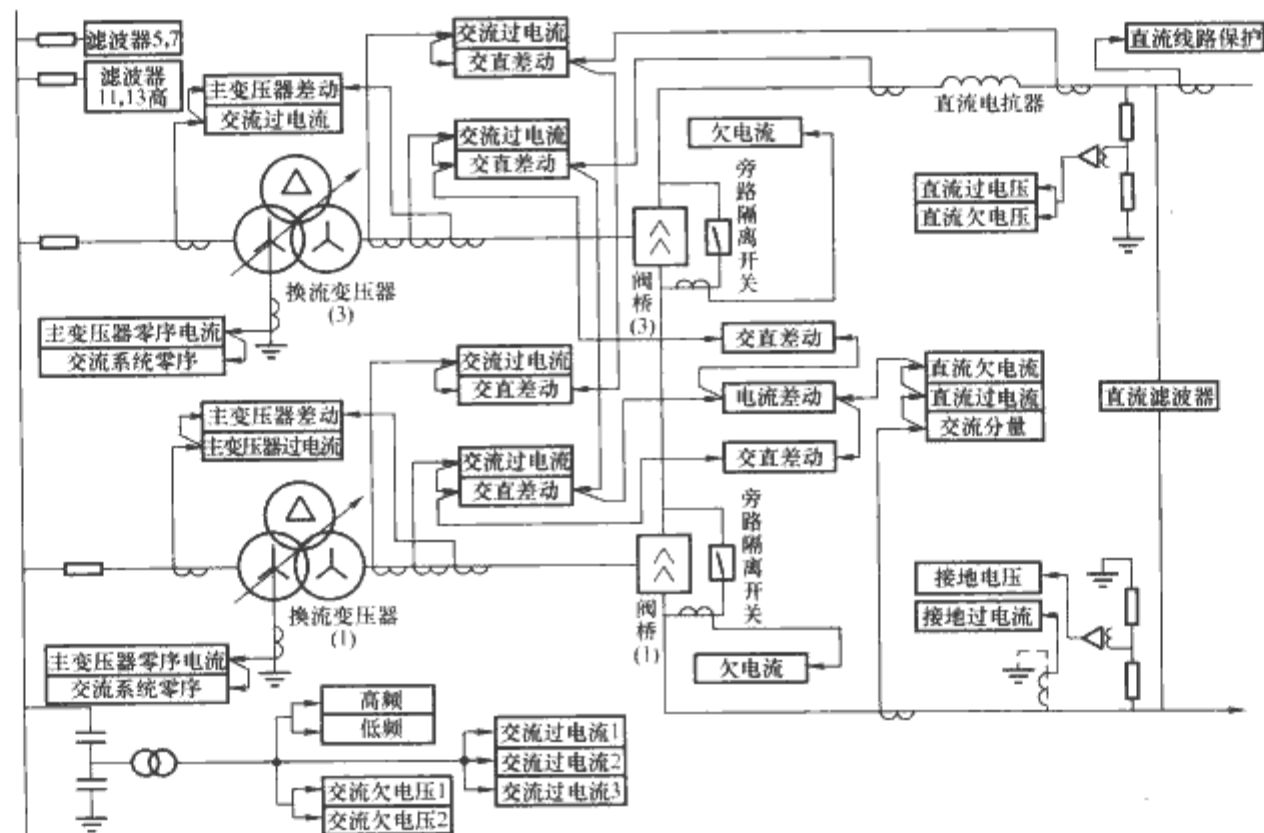 滤波器5,7
滤波器
11,13高
主变压器差动
交流过电流
交流过电流
交直差动
交流过电流
交直差动
直流线路保护
直流电抗器
欠电流
旁路隔离开关
直流过电压
直流欠电压
阀桥
(3)
换流变压器
(3)
主变压器零序电流
交流系统零序
交流过电流
交直差动
交直差动
电流差动
交直差动
直流欠电流
直流过电流
交流分量
直流滤波器
主变压器差动
主变压器过电流
交流过电流
交直差动
旁路隔离开关
阀桥
(1)
换流变压器
(1)
接地电压
接地过电流
欠电流
主变压器零序电流
交流系统零序
高频
低频
交流过电流1
交流过电流2
交流过电流3
交流欠电压1
交流欠电压2